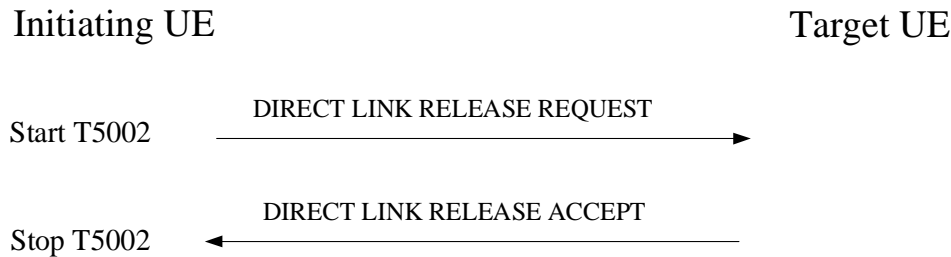 Initiating UE
Target UE
DIRECT LINK RELEASE REQUEST
Start T5002
DIRECT LINK RELEASE ACCEPT
Stop T5002